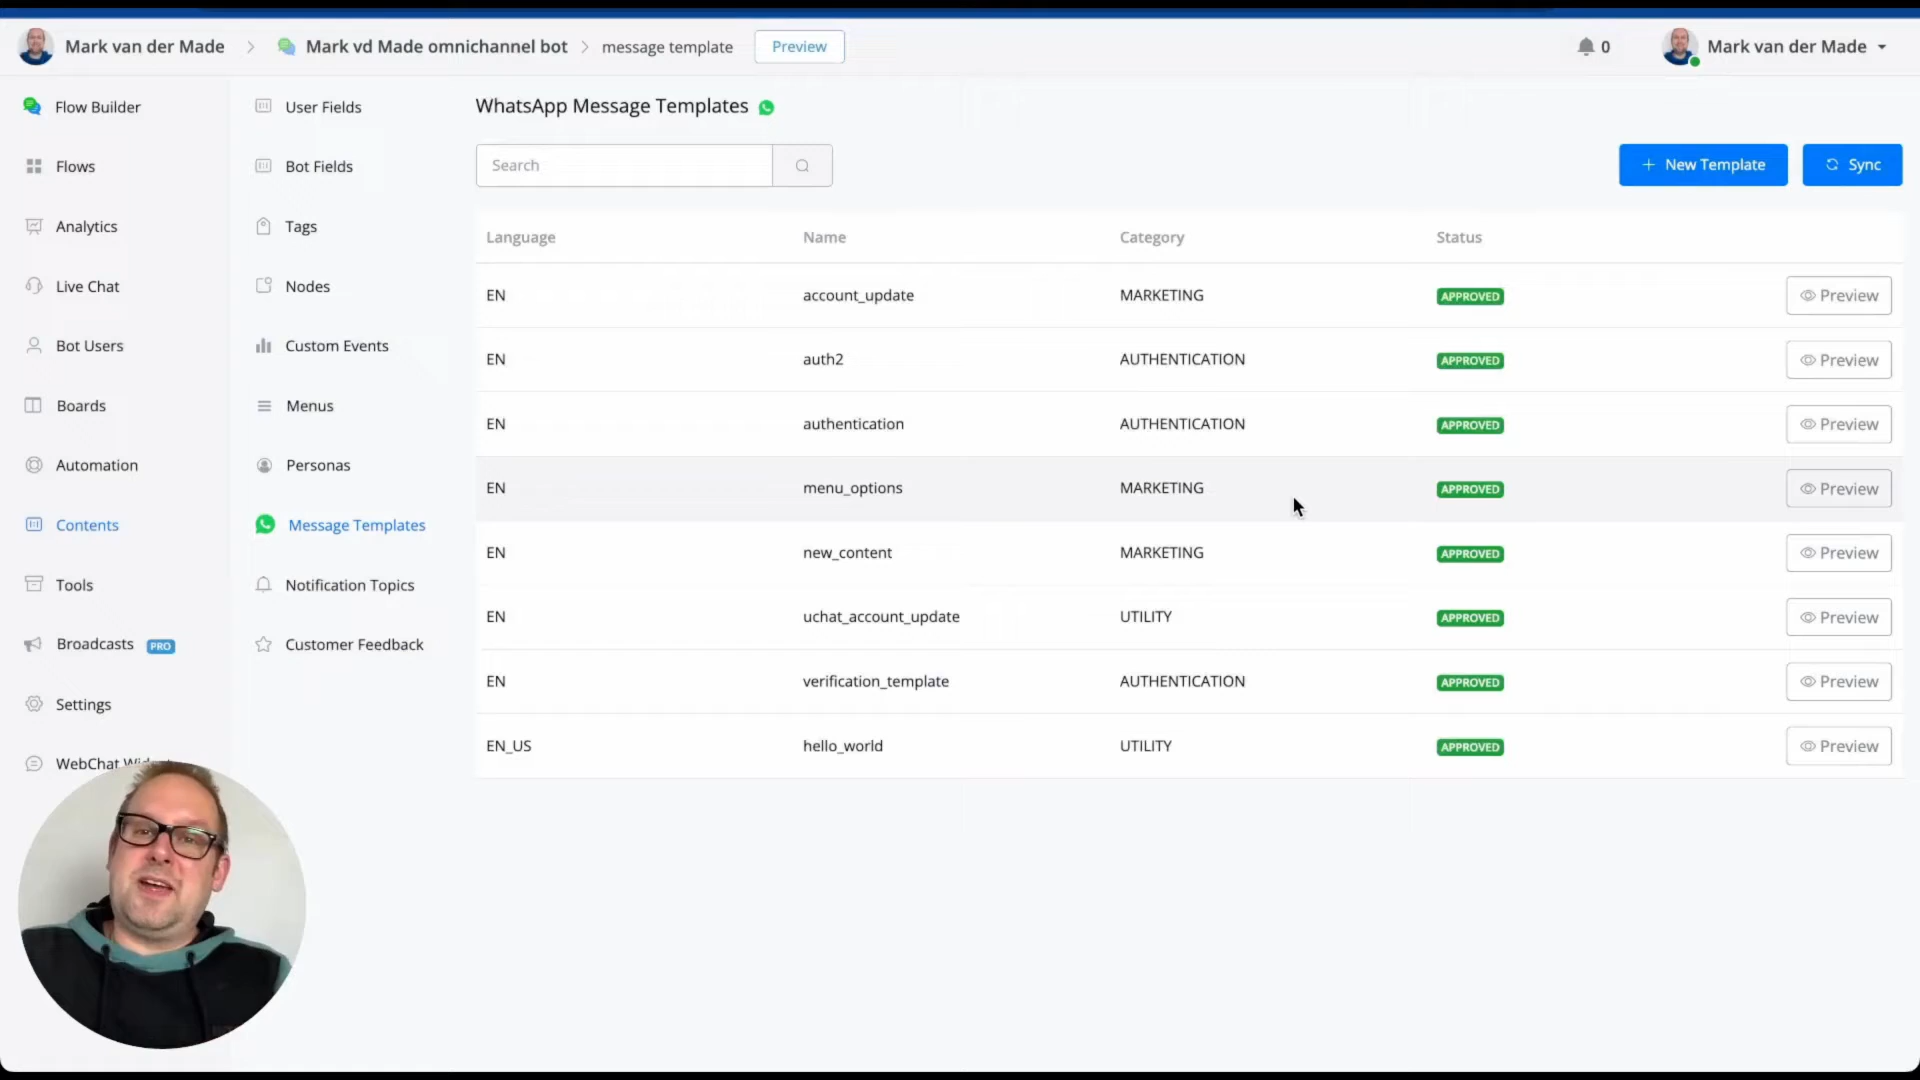 Mark van der Made
Mark vd Made omnichannel bot
message template
Preview
0
Mark van der Made
Flow Builder
Flows
Analytics
Live Chat
Bot Users
Boards
Automation
Contents
Tools
Broadcasts PRO
Settings
WebChat
User Fields
Bot Fields
Tags
Nodes
Custom Events
Menus
Personas
Message Templates
Notification Topics
Customer Feedback
WhatsApp Message Templates
Search
+ New Template
Sync
Language Name Category Status
EN account_update MARKETING APPROVED Preview
EN auth2 AUTHENTICATION APPROVED Preview
EN authentication AUTHENTICATION APPROVED Preview
EN menu_options MARKETING APPROVED Preview
EN new_content MARKETING APPROVED Preview
EN uchat_account_update UTILITY APPROVED Preview
EN verification_template AUTHENTICATION APPROVED Preview
EN_US hello_world UTILITY APPROVED Preview